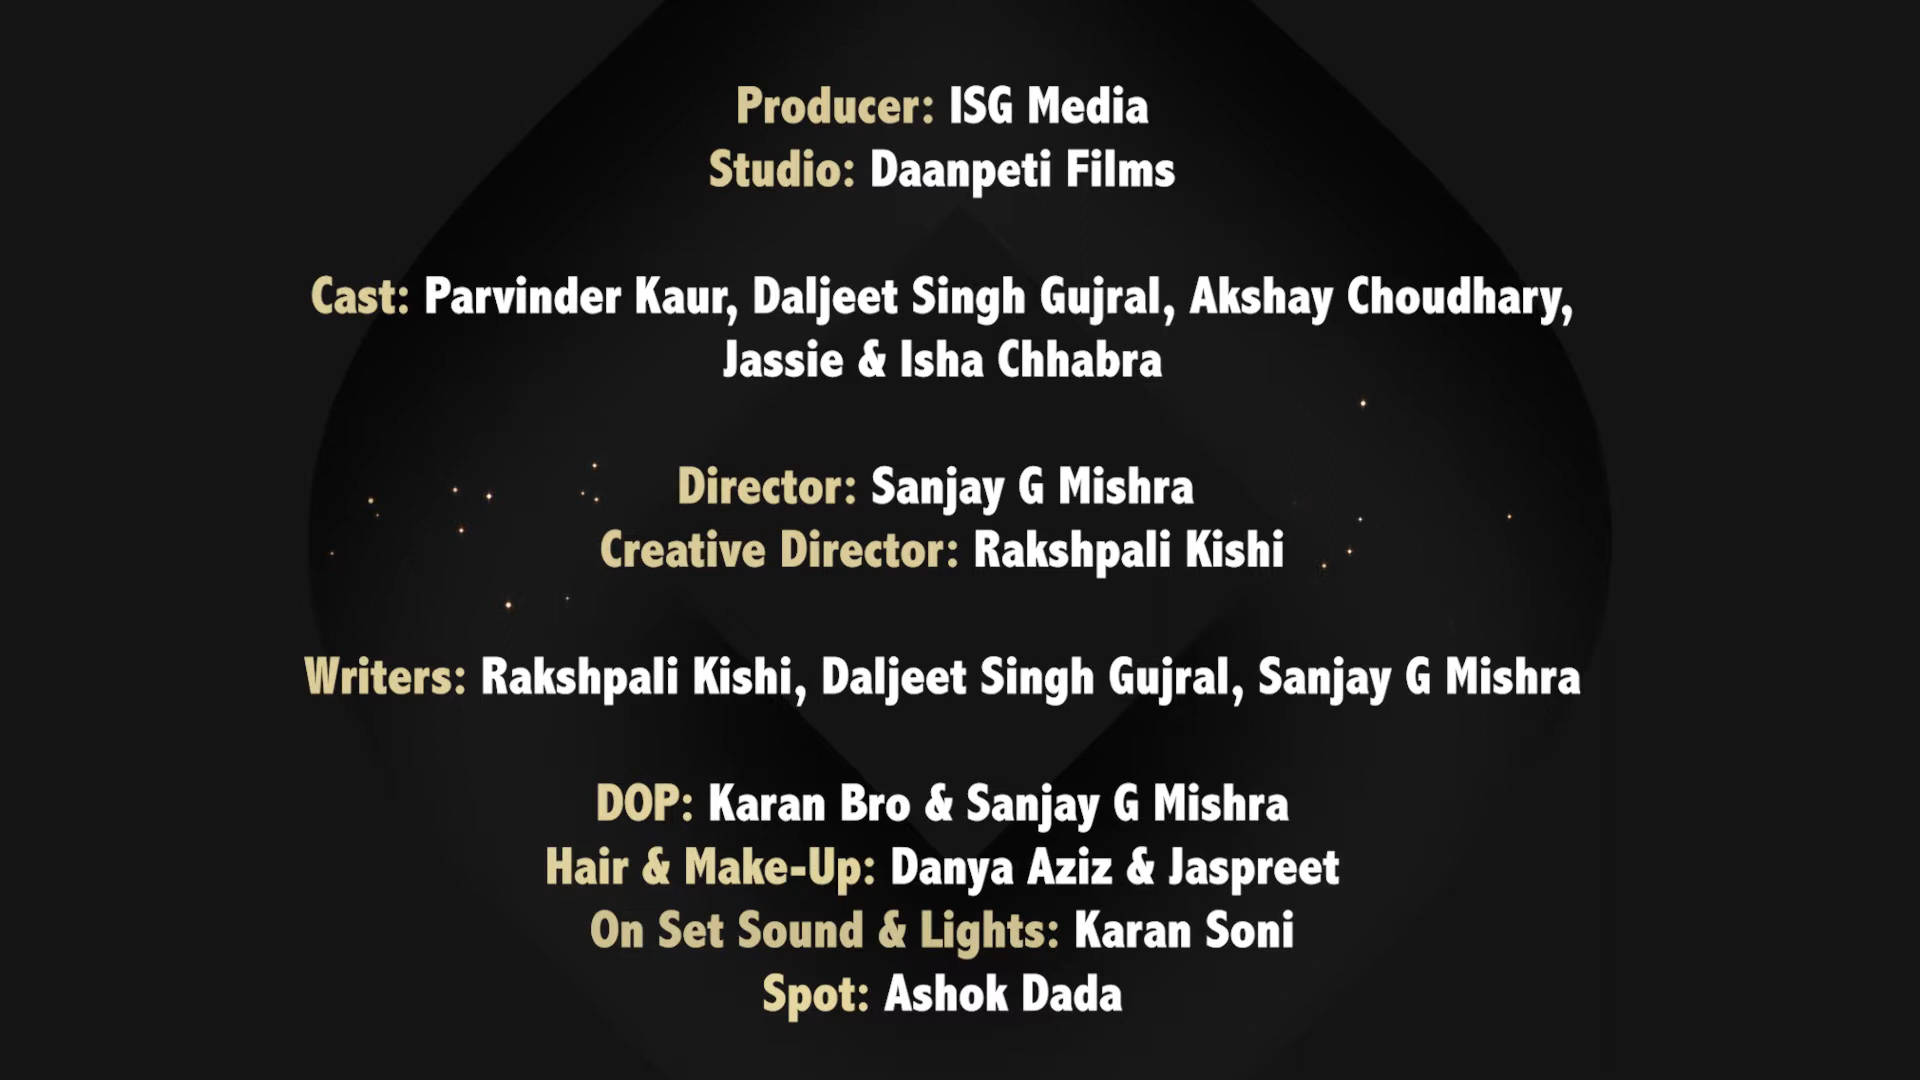 Producer: ISG Media
Studio: Daanpeti Films
Cast: Parvinder Kaur, Daljeet Singh Gujral, Akshay Choudhary,
Jassie & Isha Chhabra
Director: Sanjay G Mishra
Creative Director: Rakshpali Kishi
Writers: Rakshpali Kishi, Daljeet Singh Gujral, Sanjay G Mishra
DOP: Karan Bro & Sanjay G Mishra
Hair & Make-Up: Danya Aziz & Jaspreet
On Set Sound & Lights: Karan Soni
Spot: Ashok Dada